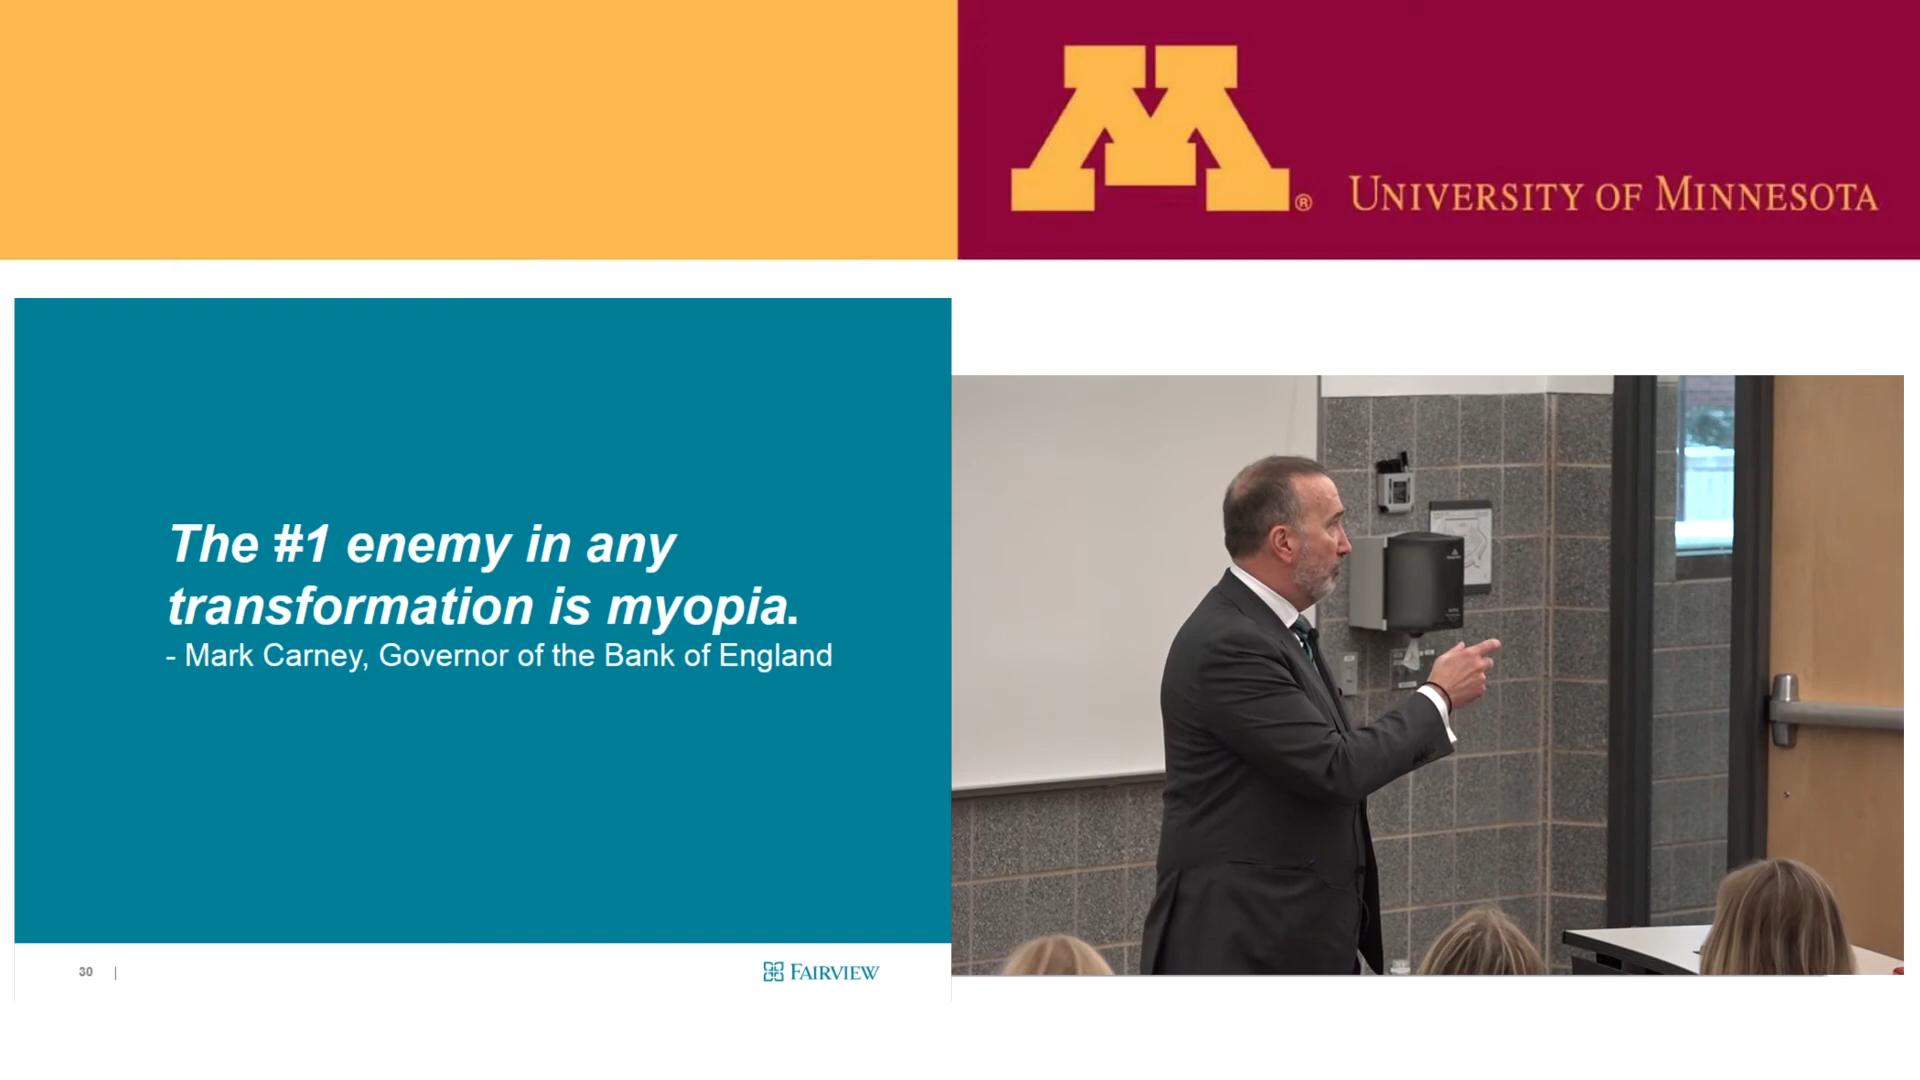 ® UNIVERSITY OF MINNESOTA
The #1 enemy in any
transformation is myopia.
- Mark Carney, Governor of the Bank of England
30 |
FAIRVIEW